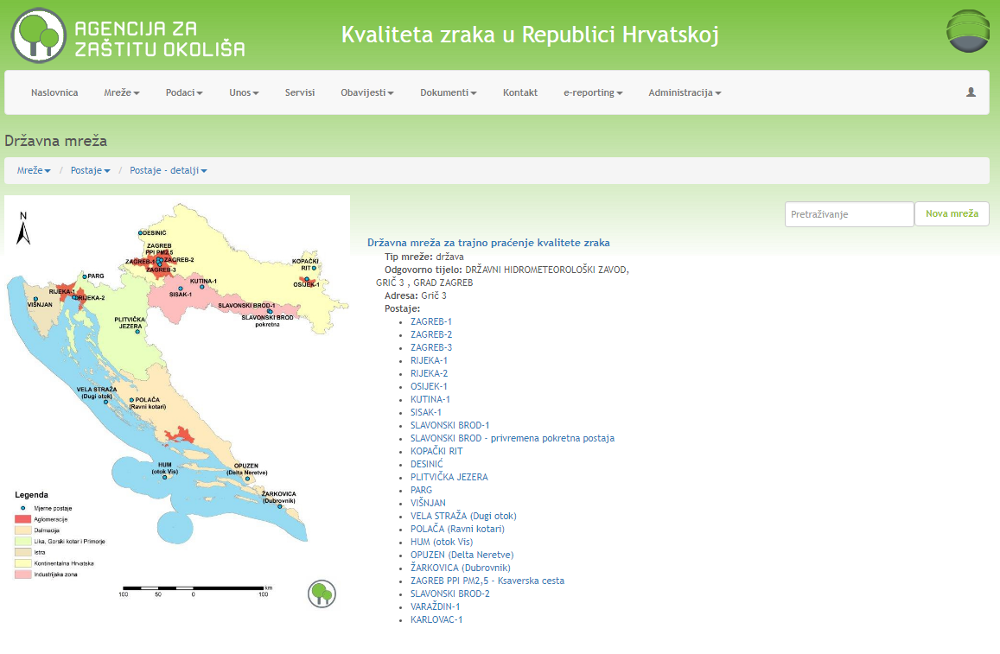 AGENCIJA ZA
ZAŠTITU OKOLIŠA
Kvaliteta zraka u Republici Hrvatskoj
Naslovnica Mreže Podaci Unos Servisi Obavijesti Dokumenti Kontakt e-reporting Administracija
Državna mreža
Mreže / Postaje / Postaje - detalji
N
DESINIĆ
ZAGREB
PPI PM2,5
ZAGREB-1
ZAGREB-2
ZAGREB-3
KOPAČKI
RIT
OSIJEK-1
PARG
KUTINA-1
SISAK-1
RIJEKA-1
RIJEKA-2
VIŠNJAN
SLAVONSKI BROD-1
SLAVONSKI BROD
pokretna
PLITVIČKA
JEZERA
VELA STRAŽA
(Dugi otok)
POLAČA
(Ravni kotari)
HUM
(otok Vis)
OPUZEN
(Delta Neretve)
ŽARKOVICA
(Dubrovnik)
Legenda
Mjerne postaje
Aglomeracije
Dalmacija
Lika, Gorski kotar i Primorje
Istra
Kontinentalna Hrvatska
Industrijska zona
km
100 50 0 100
Pretraživanje
Nova mreža
Državna mreža za trajno praćenje kvalitete zraka
Tip mreže: država
Odgovorno tijelo: DRŽAVNI HIDROMETEOROLOŠKI ZAVOD,
GRIČ 3 , GRAD ZAGREB
Adresa: Grič 3
Postaje:
ZAGREB-1
ZAGREB-2
ZAGREB-3
RIJEKA-1
RIJEKA-2
OSIJEK-1
KUTINA-1
SISAK-1
SLAVONSKI BROD-1
SLAVONSKI BROD - privremena pokretna postaja
KOPAČKI RIT
DESINIĆ
PLITVIČKA JEZERA
PARG
VIŠNJAN
VELA STRAŽA (Dugi otok)
POLAČA (Ravni kotari)
HUM (otok Vis)
OPUZEN (Delta Neretve)
ŽARKOVICA (Dubrovnik)
ZAGREB PPI PM2,5 - Ksaverska cesta
SLAVONSKI BROD-2
VARAŽDIN-1
KARLOVAC-1